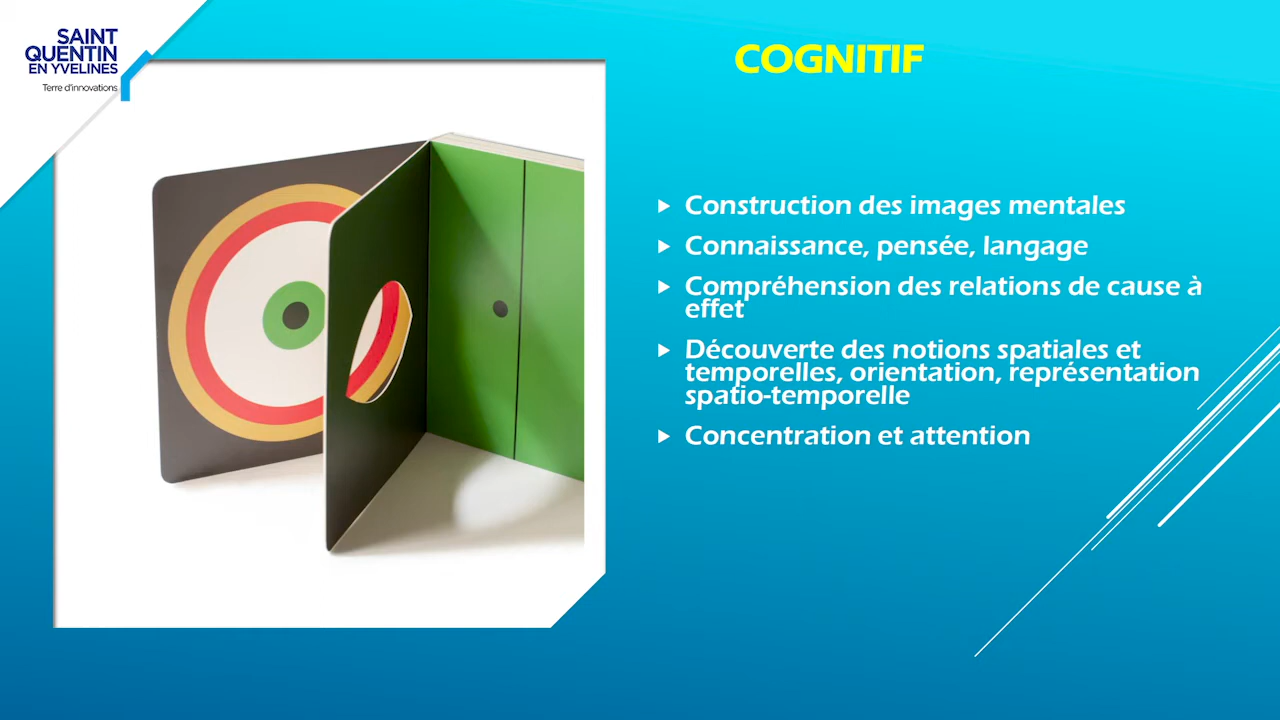 SAINT
QUENTIN
EN YVELINES
Terre d'innovations
COGNITIF
Construction des images mentales
Connaissance, pensée, langage
Compréhension des relations de cause à
effet
Découverte des notions spatiales et
temporelles, orientation, représentation
spatio-temporelle
Concentration et attention